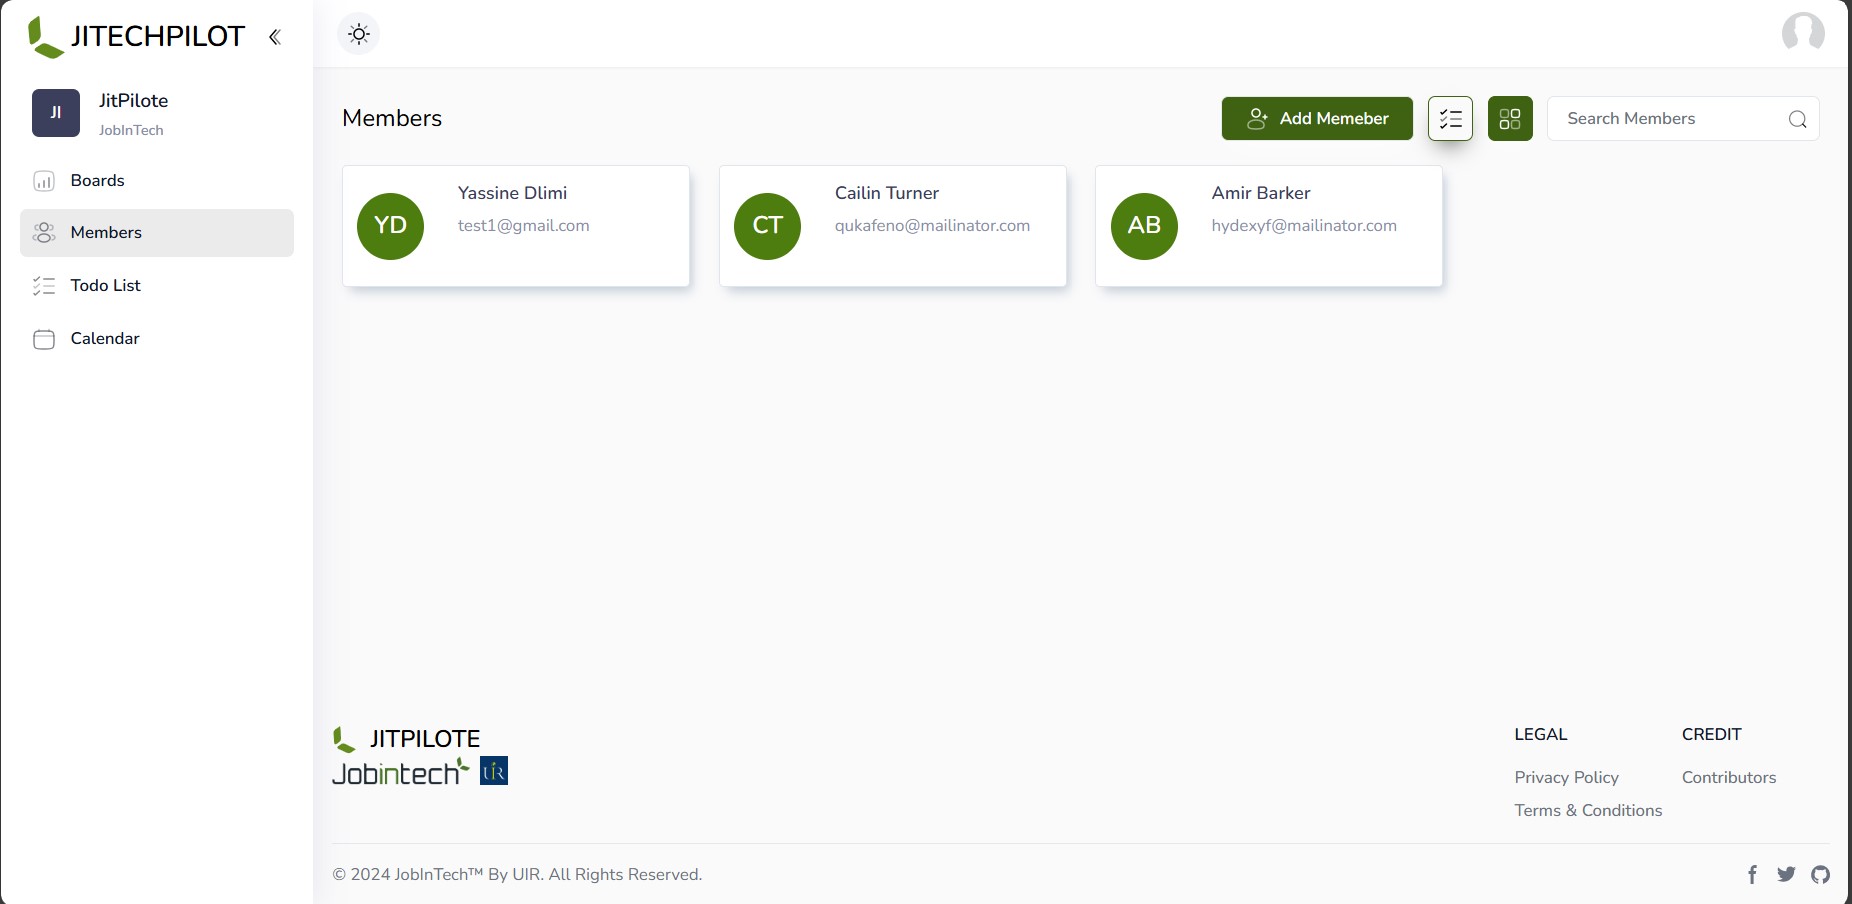 JITECHPILOT
JI
JitPilote
JobInTech
Boards
Members
Todo List
Calendar
Members
Add Memeber
Search Members
YD
Yassine Dlimi
test1@gmail.com
CT
Cailin Turner
qukafeno@mailinator.com
AB
Amir Barker
hydexyf@mailinator.com
JITPILOTE
Jobintech
UIR
LEGAL
Privacy Policy
Terms & Conditions
CREDIT
Contributors
© 2024 JobInTech™ By UIR. All Rights Reserved.